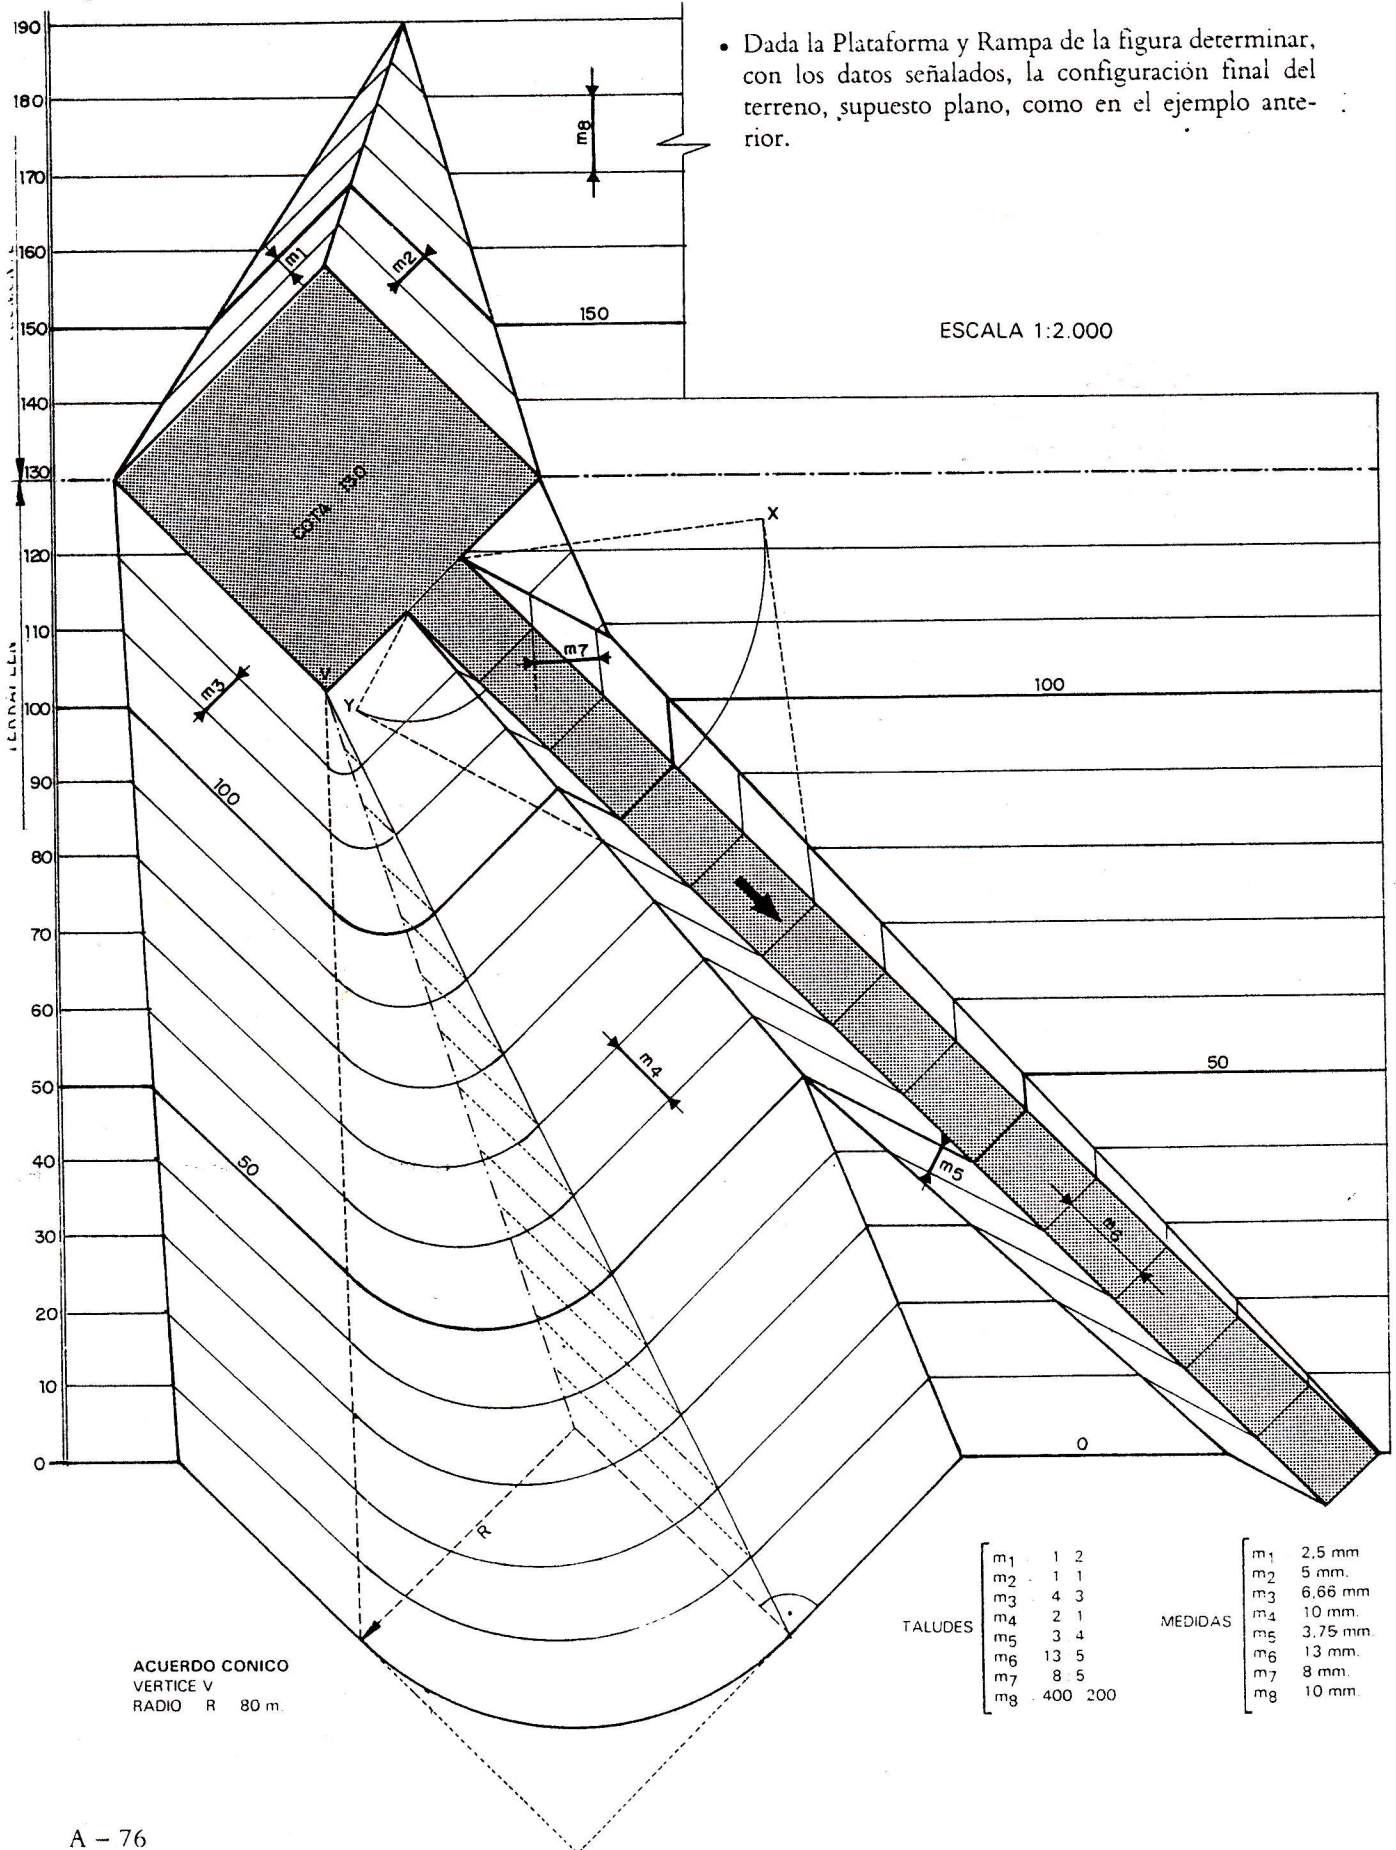 • Dada la Plataforma y Rampa de la figura determinar,
con los datos señalados, la configuración final del
terreno, supuesto plano, como en el ejemplo ante-
rior.
ESCALA 1:2.000
190
180
170
160
150
140
130
120
110
100
90
80
70
60
50
40
30
20
10
0
m8
m1
m2
150
COTA 130
X
m7
100
V
Y
m3
100
m4
50
m5
50
m6
R
0
ACUERDO CONICO
VERTICE V
RADIO R 80 m.
TALUDES
m1 1 2
m2 1 1
m3 4 3
m4 2 1
m5 3 4
m6 13 5
m7 8 5
m8 400 200
MEDIDAS
m1 2,5 mm
m2 5 mm.
m3 6,66 mm
m4 10 mm.
m5 3,75 mm.
m6 13 mm.
m7 8 mm.
m8 10 mm.
A – 76